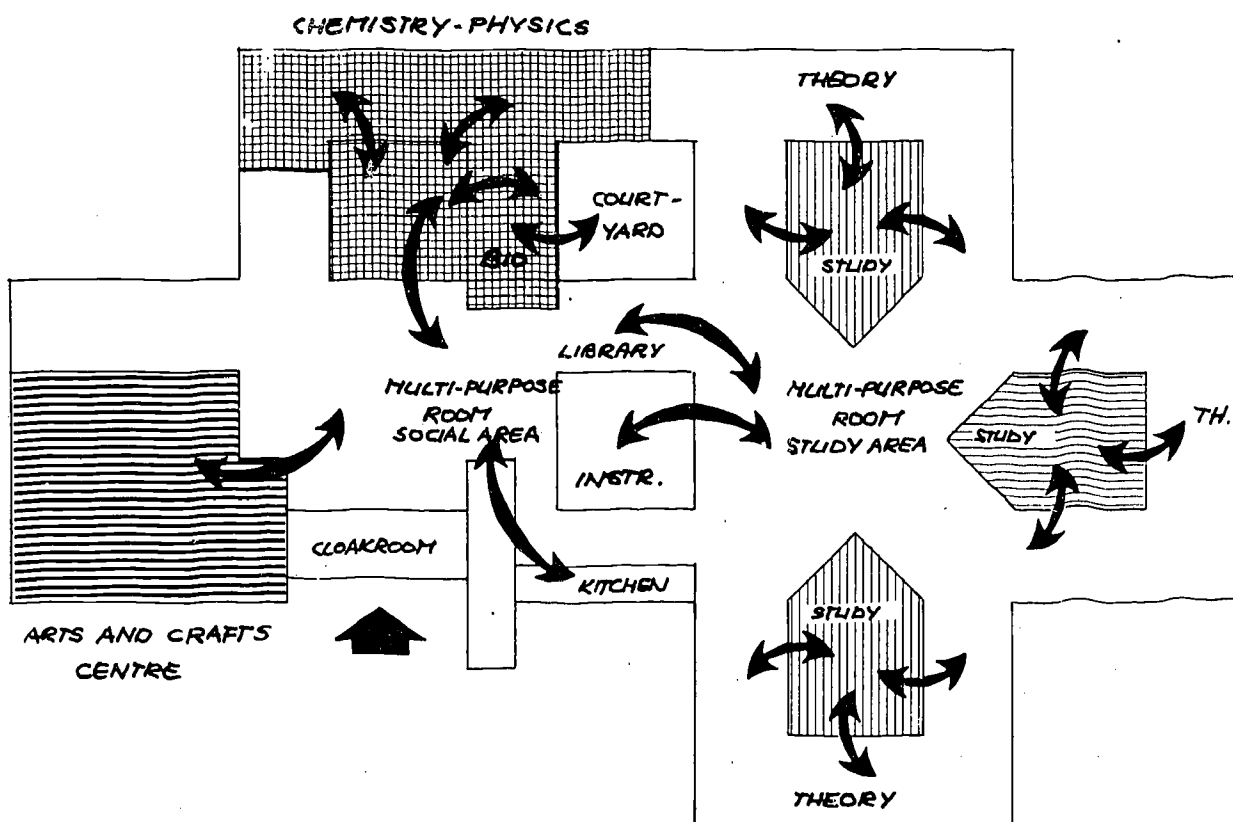 CHEMISTRY-PHYSICS
THEORY
COURT-
YARD
BIO
STUDY
LIBRARY
MULTI-PURPOSE
ROOM
SOCIAL AREA
MULTI-PURPOSE
ROOM
STUDY AREA
STUDY
TH.
INSTR.
CLOAKROOM
KITCHEN
STUDY
ARTS AND CRAFTS
CENTRE
THEORY